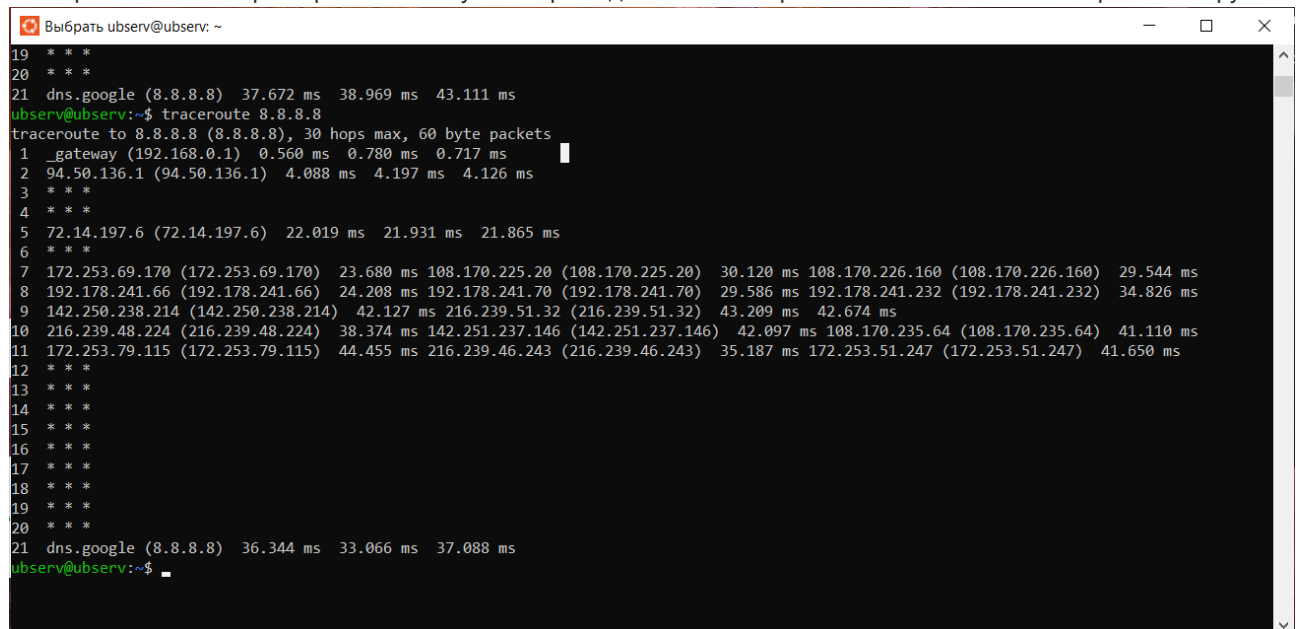 Выбрать ubserv@ubserv: ~
19 * * *
20 * * *
21 dns.google (8.8.8.8) 37.672 ms 38.969 ms 43.111 ms
ubserv@ubserv:~$ traceroute 8.8.8.8
traceroute to 8.8.8.8 (8.8.8.8), 30 hops max, 60 byte packets
1 _gateway (192.168.0.1) 0.560 ms 0.780 ms 0.717 ms
2 94.50.136.1 (94.50.136.1) 4.088 ms 4.197 ms 4.126 ms
3 * * *
4 * * *
5 72.14.197.6 (72.14.197.6) 22.019 ms 21.931 ms 21.865 ms
6 * * *
7 172.253.69.170 (172.253.69.170) 23.680 ms 108.170.225.20 (108.170.225.20) 30.120 ms 108.170.226.160 (108.170.226.160) 29.544 ms
8 192.178.241.66 (192.178.241.66) 24.208 ms 192.178.241.70 (192.178.241.70) 29.586 ms 192.178.241.232 (192.178.241.232) 34.826 ms
9 142.250.238.214 (142.250.238.214) 42.127 ms 216.239.51.32 (216.239.51.32) 43.209 ms 42.674 ms
10 216.239.48.224 (216.239.48.224) 38.374 ms 142.251.237.146 (142.251.237.146) 42.097 ms 108.170.235.64 (108.170.235.64) 41.110 ms
11 172.253.79.115 (172.253.79.115) 44.455 ms 216.239.46.243 (216.239.46.243) 35.187 ms 172.253.51.247 (172.253.51.247) 41.650 ms
12 * * *
13 * * *
14 * * *
15 * * *
16 * * *
17 * * *
18 * * *
19 * * *
20 * * *
21 dns.google (8.8.8.8) 36.344 ms 33.066 ms 37.088 ms
ubserv@ubserv:~$